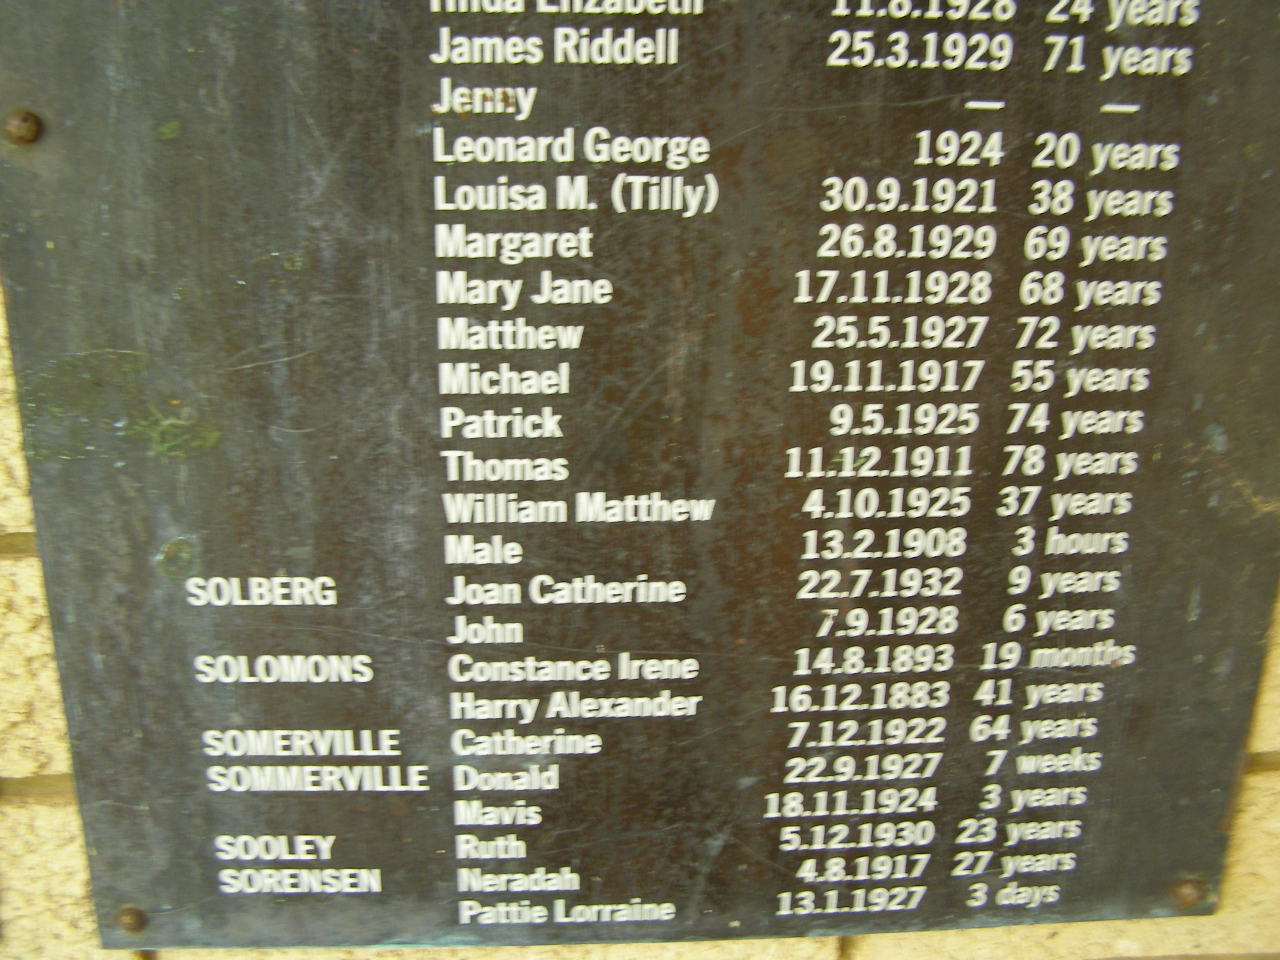 Hilda Elizabeth 11.8.1928 24 years
James Riddell 25.3.1929 71 years
Jenny — —
Leonard George 1924 20 years
Louisa M. (Tilly) 30.9.1921 38 years
Margaret 26.8.1929 69 years
Mary Jane 17.11.1928 68 years
Matthew 25.5.1927 72 years
Michael 19.11.1917 55 years
Patrick 9.5.1925 74 years
Thomas 11.12.1911 78 years
William Matthew 4.10.1925 37 years
Male 13.2.1908 3 hours
SOLBERG Joan Catherine 22.7.1932 9 years
John 7.9.1928 6 years
SOLOMONS Constance Irene 14.8.1893 19 months
Harry Alexander 16.12.1883 41 years
SOMERVILLE Catherine 7.12.1922 64 years
SOMMERVILLE Donald 22.9.1927 7 weeks
Mavis 18.11.1924 3 years
SOOLEY Ruth 5.12.1930 23 years
SORENSEN Neradah 4.8.1917 27 years
Pattie Lorraine 13.1.1927 3 days